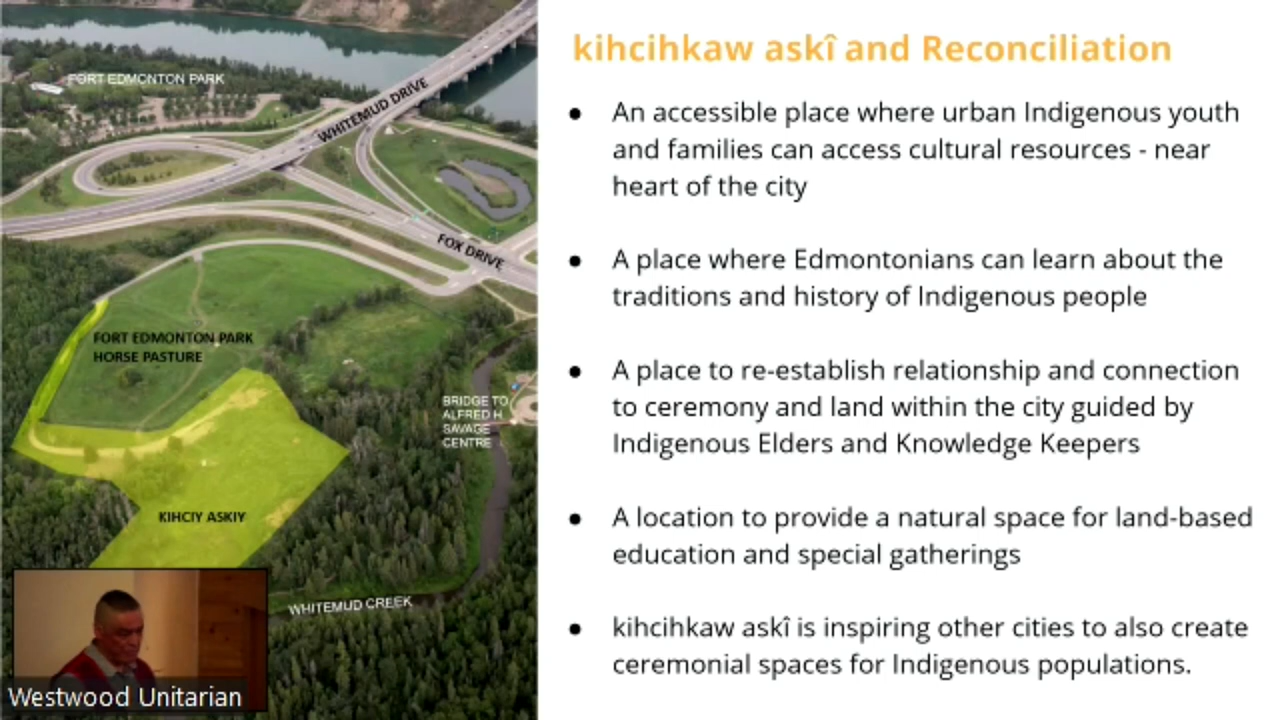 FORT EDMONTON PARK
WHITEMUD DRIVE
FOX DRIVE
FORT EDMONTON PARK
HORSE PASTURE
BRIDGE TO
ALFRED H
SAVAGE
CENTRE
KIHCIY ASKIY
WHITEMUD CREEK
Westwood Unitarian
kihcihkaw askî and Reconciliation
● An accessible place where urban Indigenous youth
and families can access cultural resources - near
heart of the city
● A place where Edmontonians can learn about the
traditions and history of Indigenous people
● A place to re-establish relationship and connection
to ceremony and land within the city guided by
Indigenous Elders and Knowledge Keepers
● A location to provide a natural space for land-based
education and special gatherings
● kihcihkaw askî is inspiring other cities to also create
ceremonial spaces for Indigenous populations.